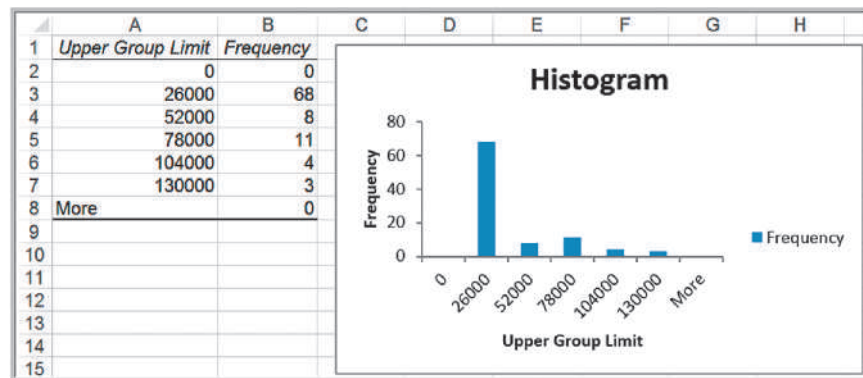 A B C D E F G H
1 Upper Group Limit Frequency
2 0 0
3 26000 68
4 52000 8
5 78000 11
6 104000 4
7 130000 3
8 More 0
9
10
11
12
13
14
15
Histogram
Frequency
80
60
40
20
0
0 26000 52000 78000 104000 130000 More
Upper Group Limit
Frequency